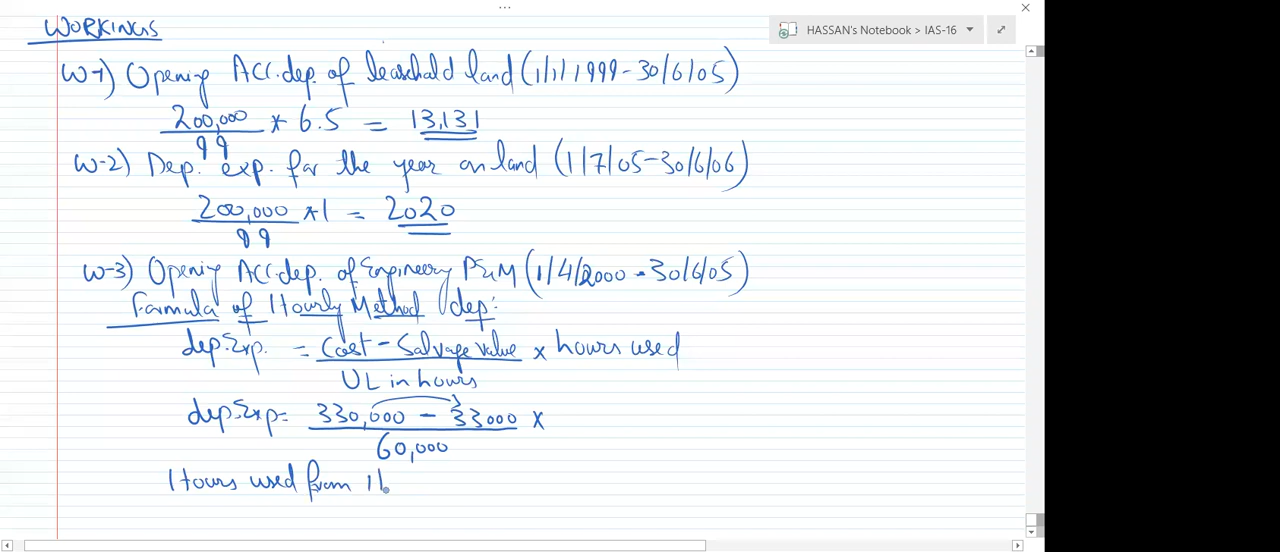 HASSAN's Notebook > IAS-16
WORKINGS
W-1) Opening Acc.dep. of leasehald land (1/1/1999-30/6/05)
200,000 * 6.5 = 13,131
99
W-2) Dep. exp. for the year on land (1/7/05-30/6/06)
200,000 *1 = 2020
99
W-3) Opening Acc.dep. of Engineery P&M (1/4/2000-30/6/05)
Formula of Hourly Method dep:
dep.Exp. = Cost - Salvage value × hours used
UL in hours
dep.Exp = 330,000 - 33000 ×
60,000
Hours used from 1/